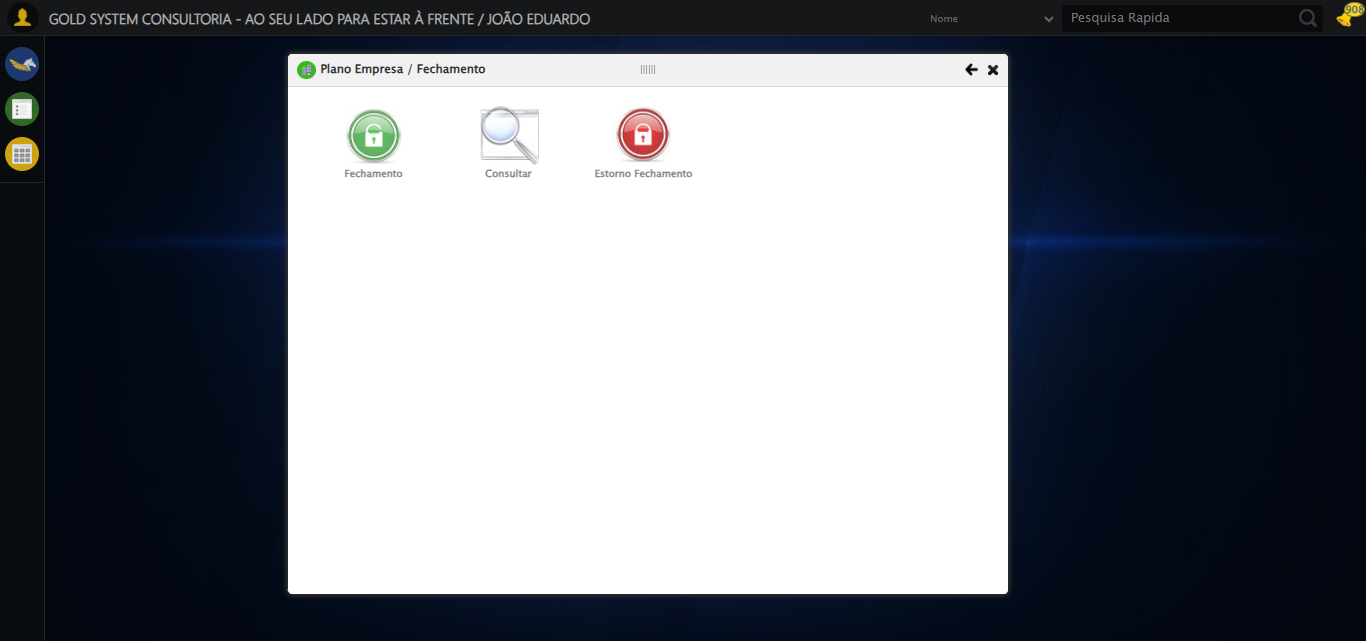 GOLD SYSTEM CONSULTORIA - AO SEU LADO PARA ESTAR À FRENTE / JOÃO EDUARDO
Nome
Pesquisa Rapida
908
Plano Empresa / Fechamento
Fechamento
Consultar
Estorno Fechamento